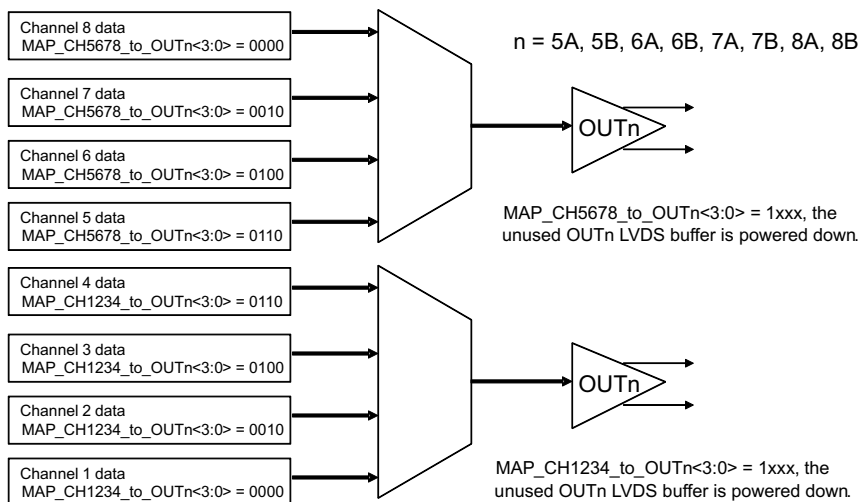 Channel 8 data
MAP_CH5678_to_OUTn<3:0> = 0000
n = 5A, 5B, 6A, 6B, 7A, 7B, 8A, 8B
Channel 7 data
MAP_CH5678_to_OUTn<3:0> = 0010
OUTn
Channel 6 data
MAP_CH5678_to_OUTn<3:0> = 0100
Channel 5 data
MAP_CH5678_to_OUTn<3:0> = 0110
MAP_CH5678_to_OUTn<3:0> = 1xxx, the
unused OUTn LVDS buffer is powered down.
Channel 4 data
MAP_CH1234_to_OUTn<3:0> = 0110
Channel 3 data
MAP_CH1234_to_OUTn<3:0> = 0100
OUTn
Channel 2 data
MAP_CH1234_to_OUTn<3:0> = 0010
Channel 1 data
MAP_CH1234_to_OUTn<3:0> = 0000
MAP_CH1234_to_OUTn<3:0> = 1xxx, the
unused OUTn LVDS buffer is powered down.